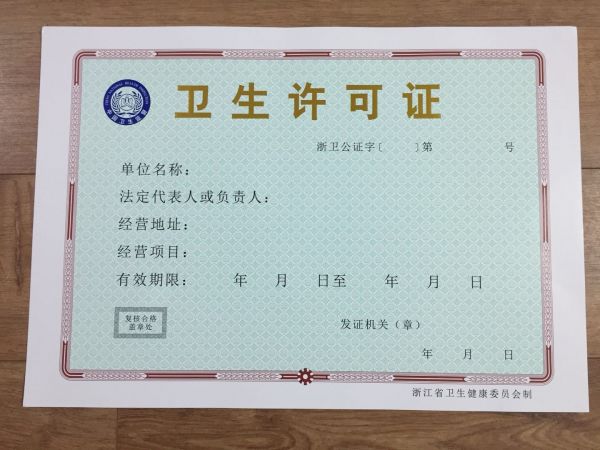 卫生许可证
浙卫公证字〔 〕第 号
单位名称：
法定代表人或负责人：
经营地址：
经营项目：
有效期限： 年 月 日至 年 月 日
复核合格
盖章处
发证机关（章）
年 月 日
浙江省卫生健康委员会制